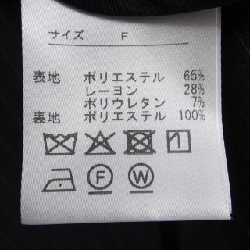 サイズ F
表地 ポリエステル 65%
レーヨン 28%
ポリウレタン 7%
裏地 ポリエステル 100%
1
F W